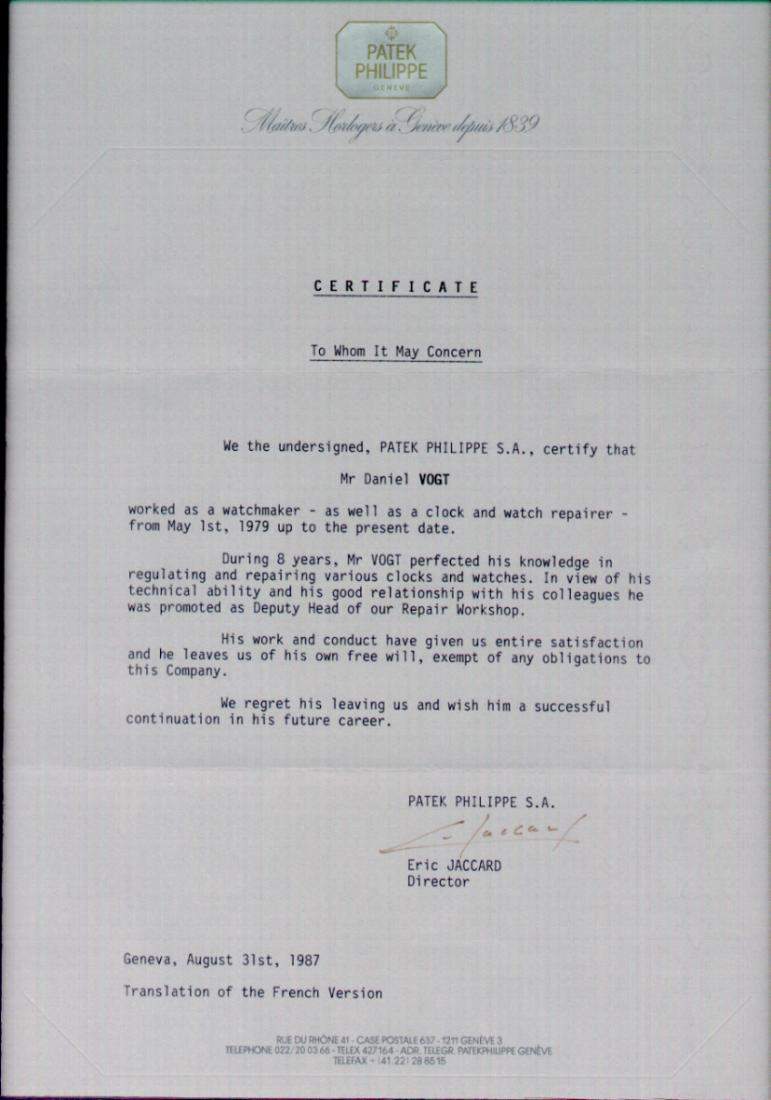 PATEK
PHILIPPE
GENEVE
Maîtres Horlogers à Genève depuis 1839
CERTIFICATE
To Whom It May Concern
We the undersigned, PATEK PHILIPPE S.A., certify that
Mr Daniel VOGT
worked as a watchmaker - as well as a clock and watch repairer -
from May 1st, 1979 up to the present date.
During 8 years, Mr VOGT perfected his knowledge in
regulating and repairing various clocks and watches. In view of his
technical ability and his good relationship with his colleagues he
was promoted as Deputy Head of our Repair Workshop.
His work and conduct have given us entire satisfaction
and he leaves us of his own free will, exempt of any obligations to
this Company.
We regret his leaving us and wish him a successful
continuation in his future career.
PATEK PHILIPPE S.A.
E. Jaccard
Eric JACCARD
Director
Geneva, August 31st, 1987
Translation of the French Version
RUE DU RHÔNE 41 - CASE POSTALE 637 - 1211 GENÈVE 3
TELEPHONE 022/20 03 66 - TELEX 427164 - ADR. TELEGR. PATEKPHILIPPE GENÈVE
TELEFAX + (41 22) 28 85 15